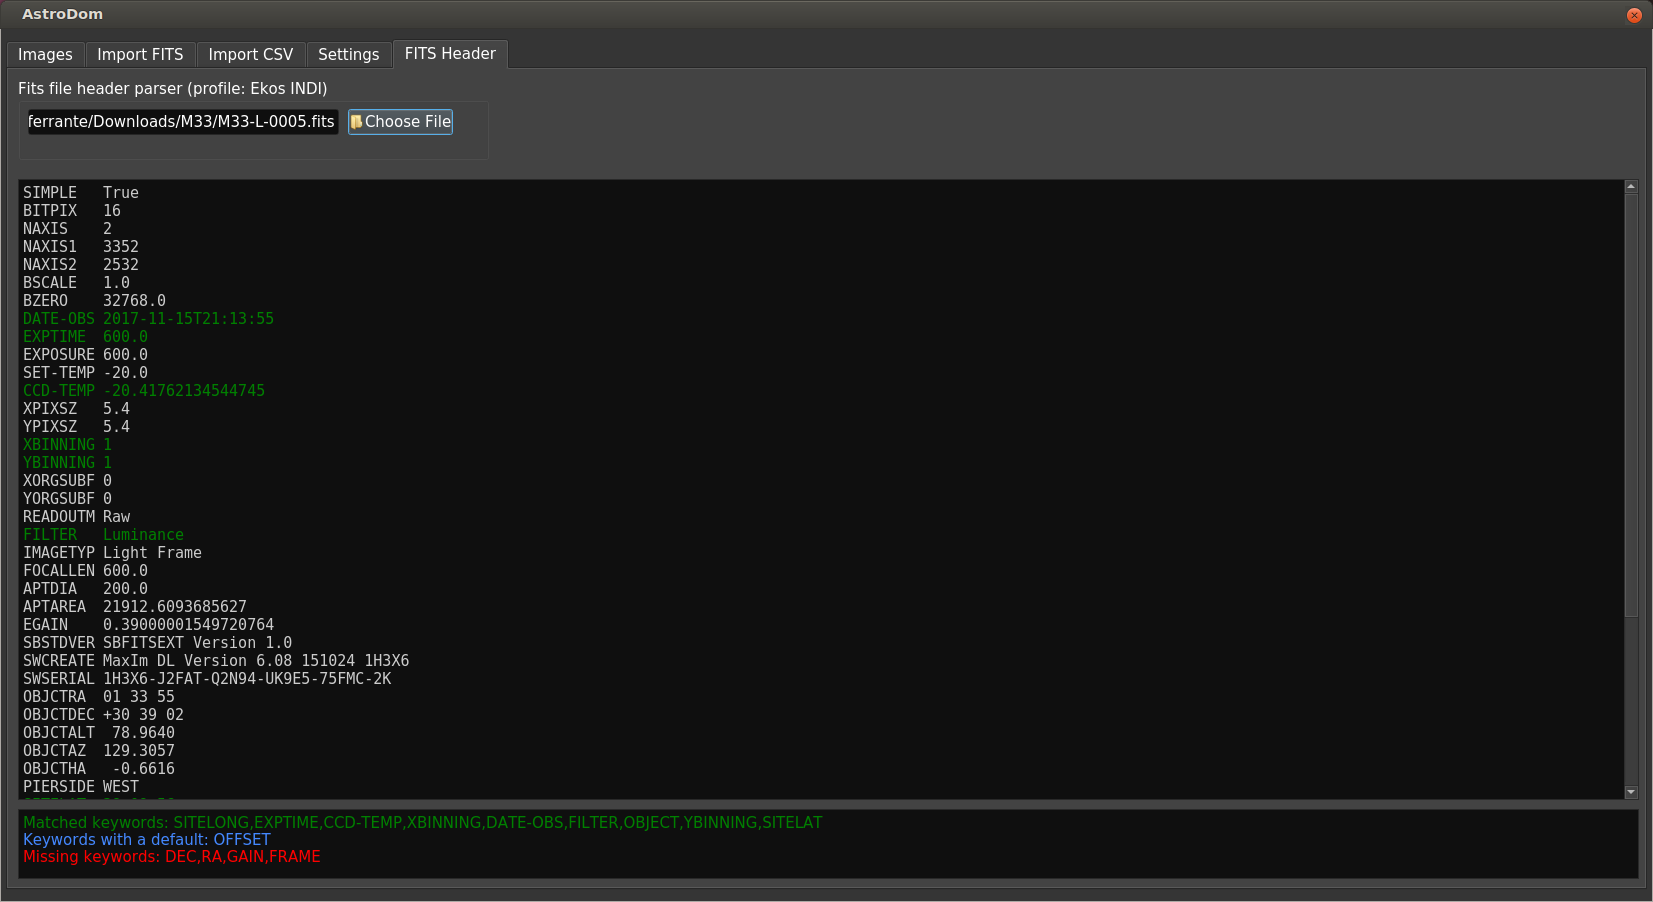 AstroDom
Images Import FITS Import CSV Settings FITS Header
Fits file header parser (profile: Ekos INDI)
ferrante/Downloads/M33/M33-L-0005.fits Choose File
SIMPLE True
BITPIX 16
NAXIS 2
NAXIS1 3352
NAXIS2 2532
BSCALE 1.0
BZERO 32768.0
DATE-OBS 2017-11-15T21:13:55
EXPTIME 600.0
EXPOSURE 600.0
SET-TEMP -20.0
CCD-TEMP -20.41762134544745
XPIXSZ 5.4
YPIXSZ 5.4
XBINNING 1
YBINNING 1
XORGSUBF 0
YORGSUBF 0
READOUTM Raw
FILTER Luminance
IMAGETYP Light Frame
FOCALLEN 600.0
APTDIA 200.0
APTAREA 21912.6093685627
EGAIN 0.39000001549720764
SBSTDVER SBFITSEXT Version 1.0
SWCREATE MaxIm DL Version 6.08 151024 1H3X6
SWSERIAL 1H3X6-J2FAT-Q2N94-UK9E5-75FMC-2K
OBJCTRA 01 33 55
OBJCTDEC +30 39 02
OBJCTALT 78.9640
OBJCTAZ 129.3057
OBJCTHA -0.6616
PIERSIDE WEST
Matched keywords: SITELONG,EXPTIME,CCD-TEMP,XBINNING,DATE-OBS,FILTER,OBJECT,YBINNING,SITELAT
Keywords with a default: OFFSET
Missing keywords: DEC,RA,GAIN,FRAME